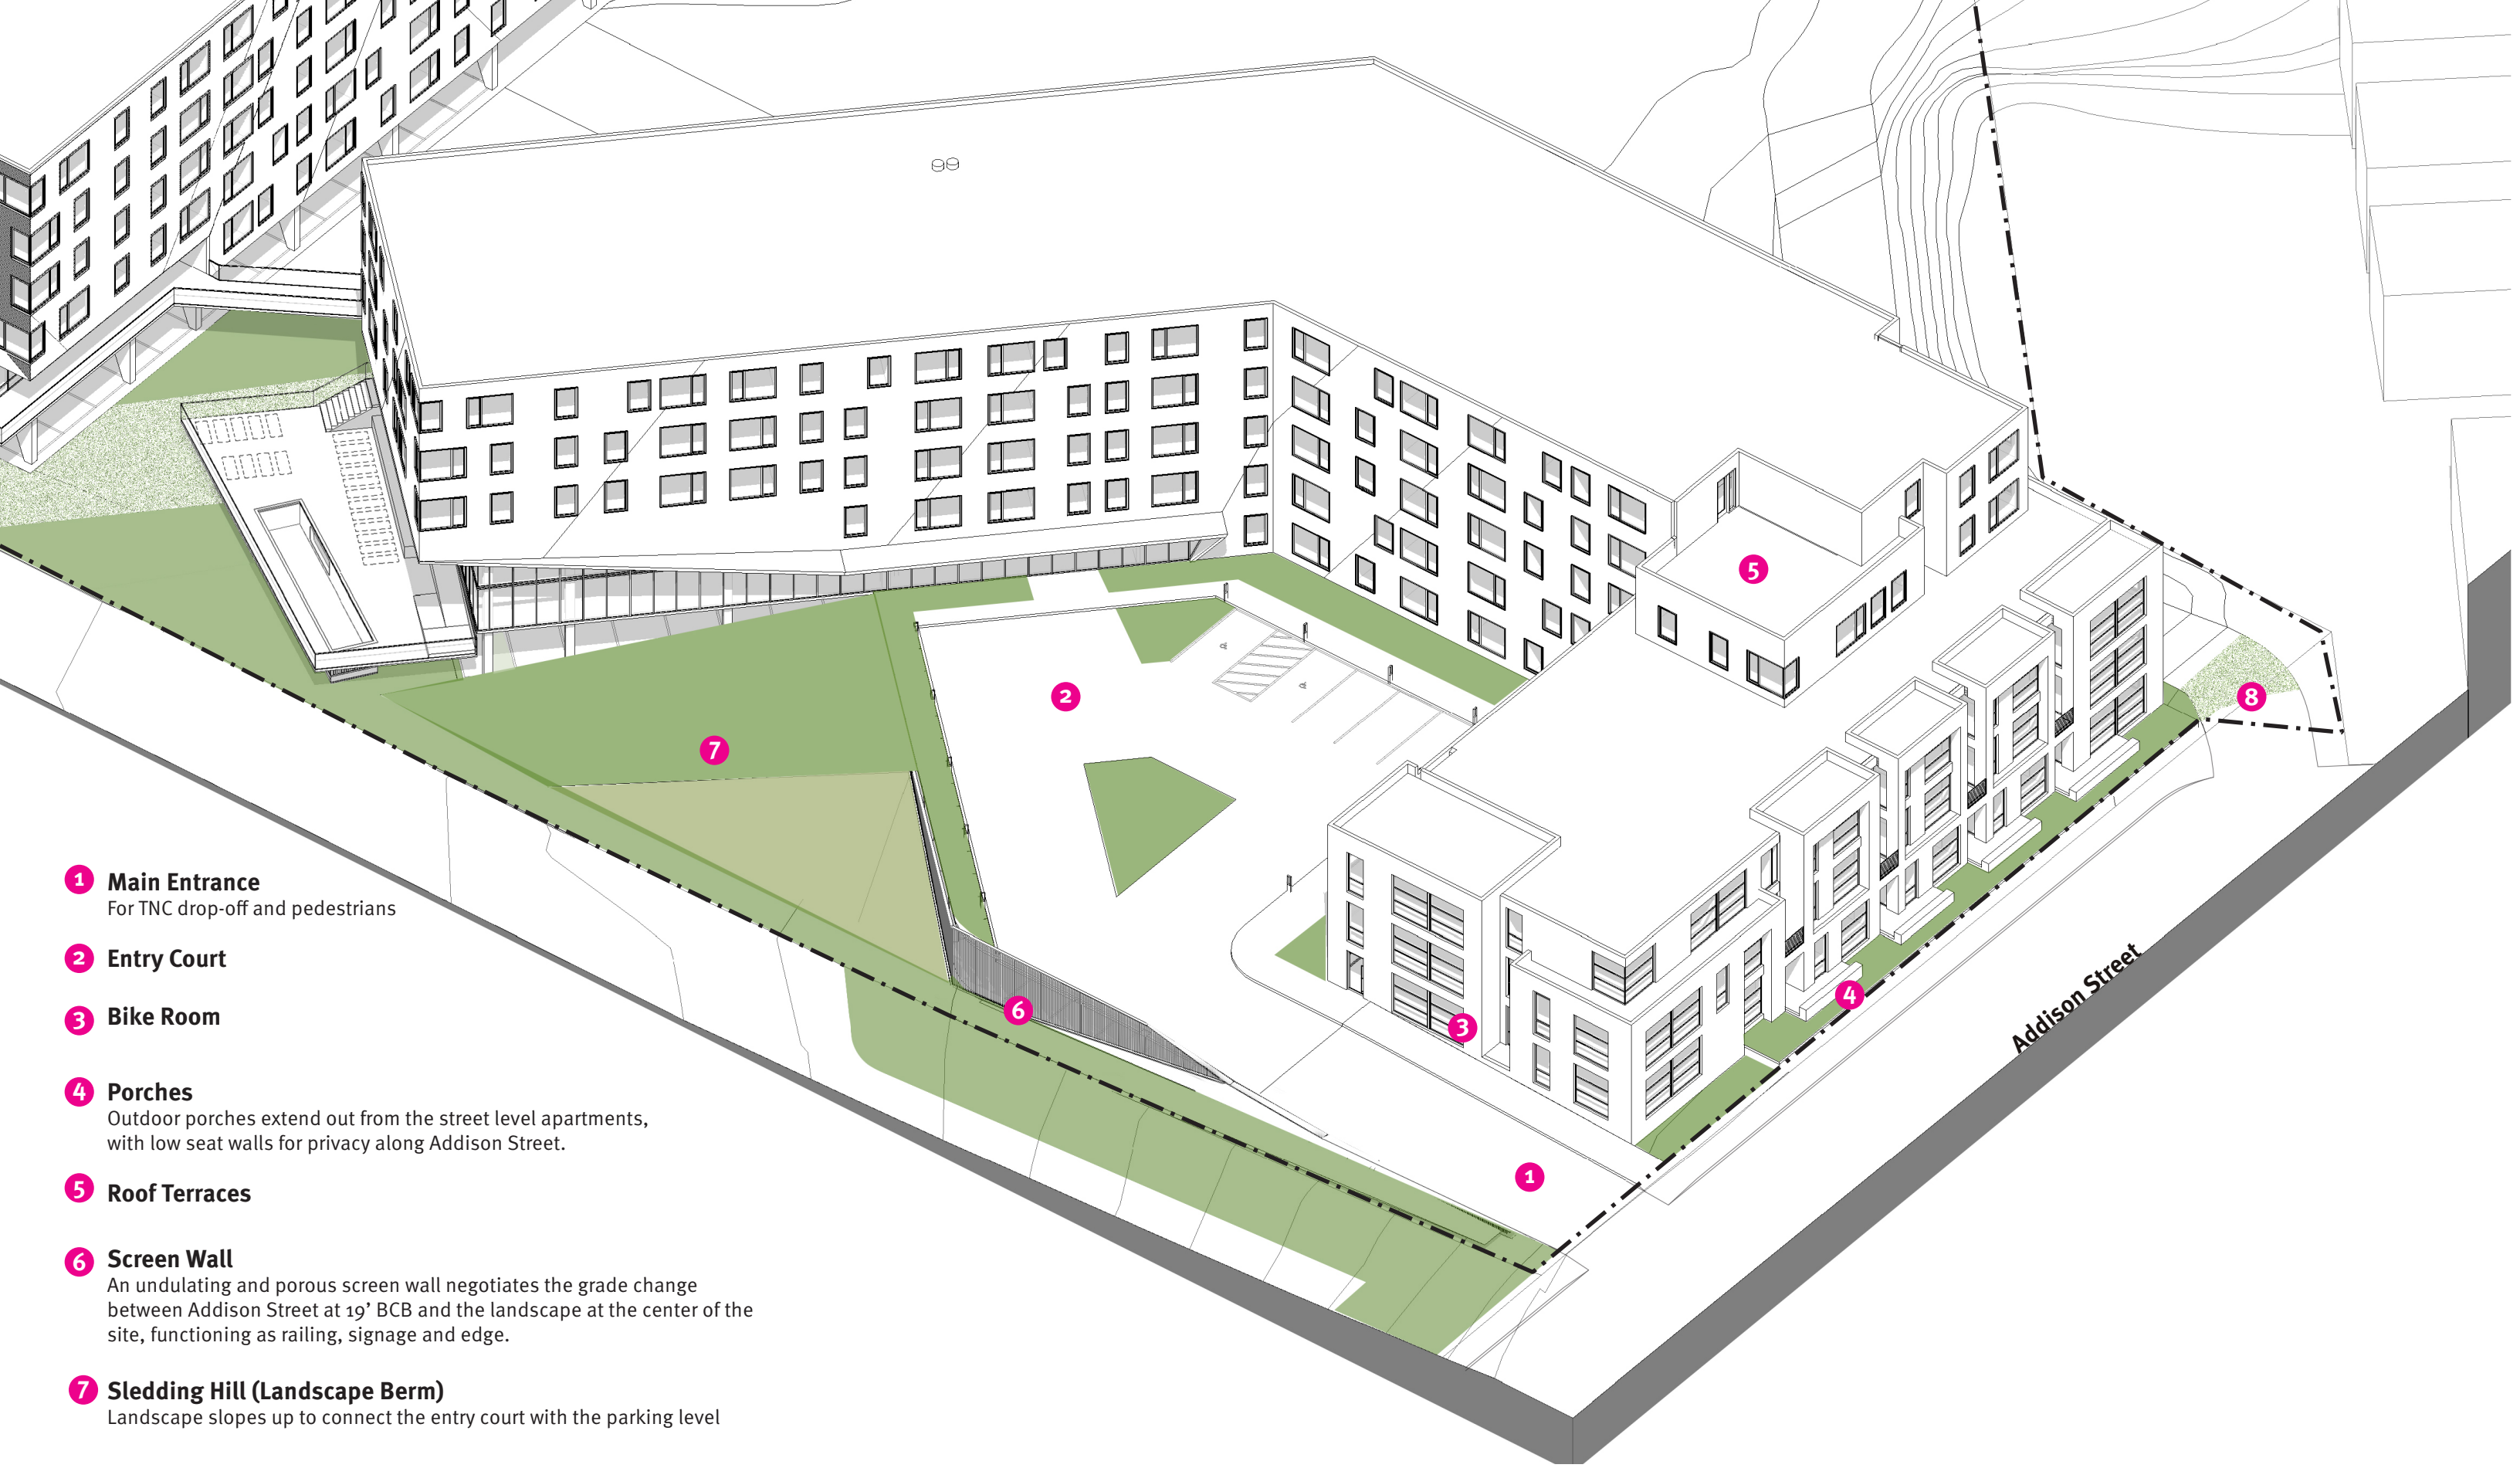 5
2
8
7
4
6
3
1
Addison Street
1 Main Entrance
For TNC drop-off and pedestrians
2 Entry Court
3 Bike Room
4 Porches
Outdoor porches extend out from the street level apartments,
with low seat walls for privacy along Addison Street.
5 Roof Terraces
6 Screen Wall
An undulating and porous screen wall negotiates the grade change
between Addison Street at 19’ BCB and the landscape at the center of the
site, functioning as railing, signage and edge.
7 Sledding Hill (Landscape Berm)
Landscape slopes up to connect the entry court with the parking level